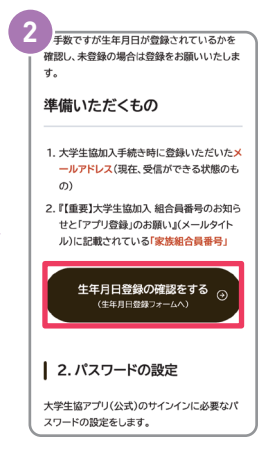 2
手数ですが生年月日が登録されているかを
確認し、未登録の場合は登録をお願いいたしま
す。
準備いただくもの
1. 大学生協加入手続き時に登録いただいたメ
ールアドレス(現在、受信ができる状態のも
の)
2. 『【重要】大学生協加入 組合員番号のお知ら
せと「アプリ登録」のお願い』(メールタイト
ル)に記載されている「家族組合員番号」
生年月日登録の確認をする
(生年月日登録フォームへ)
2. パスワードの設定
大学生協アプリ(公式)のサインインに必要なパ
スワードの設定をします。